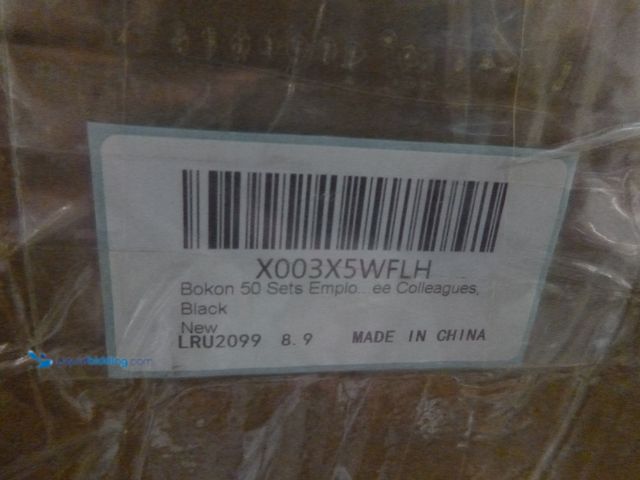 X003X5WFLH
Bokon 50 Sets Emplo...ee Colleagues,
Black
New
LRU2099 8.9 MADE IN CHINA